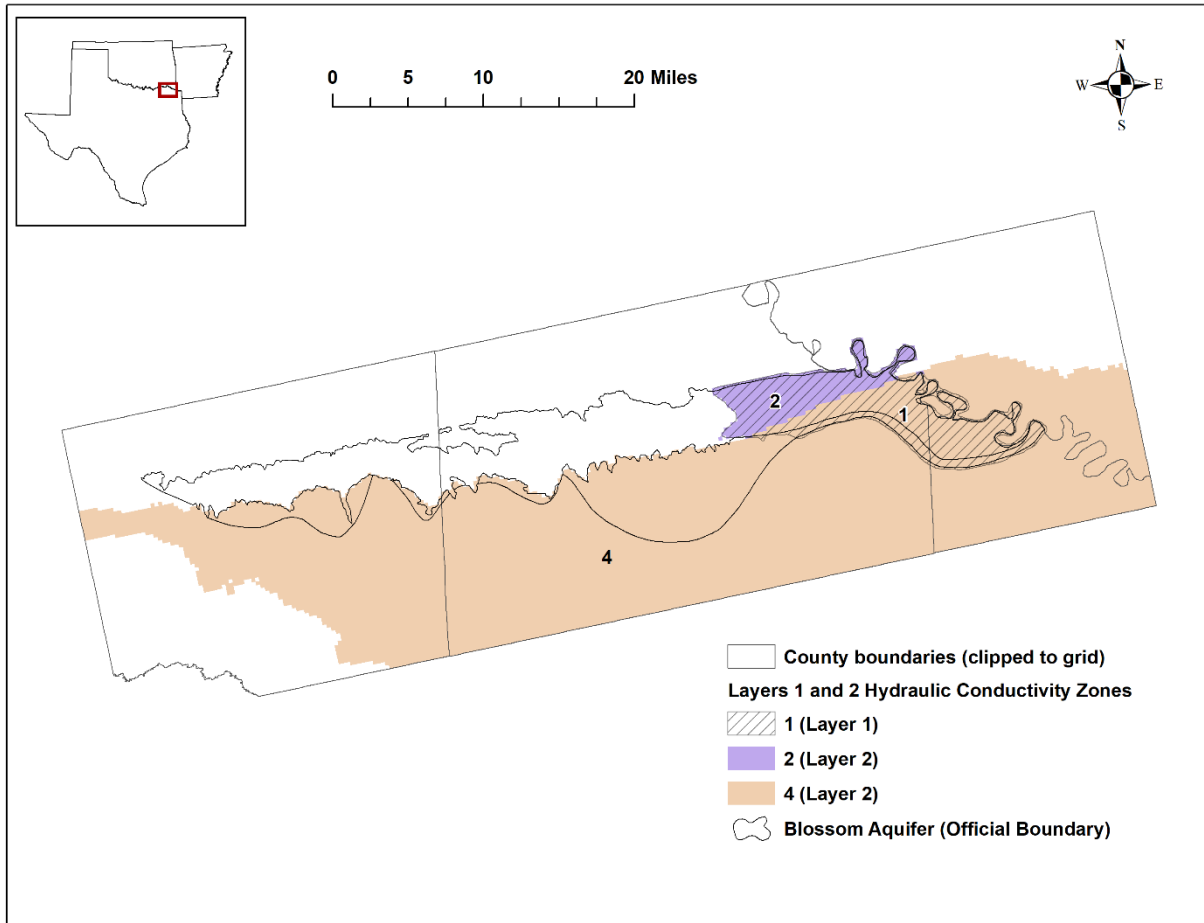 0 5 10 20 Miles
N
W E
S
2
1
4
County boundaries (clipped to grid)
Layers 1 and 2 Hydraulic Conductivity Zones
1 (Layer 1)
2 (Layer 2)
4 (Layer 2)
Blossom Aquifer (Official Boundary)